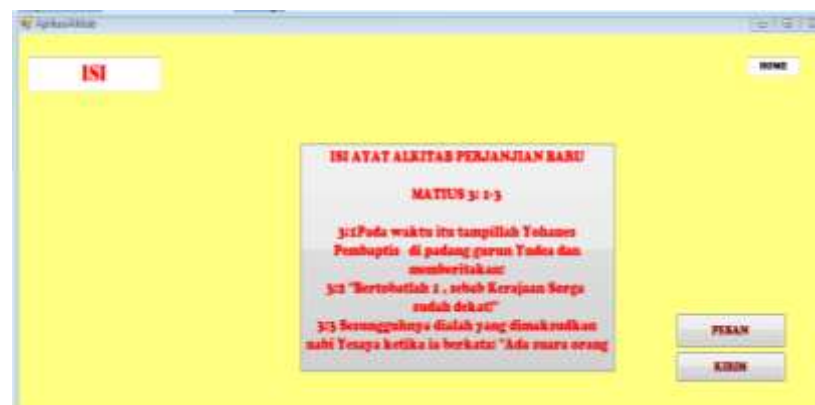 AplikasiAlkitab
ISI
HOME
ISI AYAT ALKITAB PERJANJIAN BARU
MATIUS 3: 1-3
3:1Pada waktu itu tampillah Yohanes
Pembaptis di padang gurun Yudea dan
memberitakan:
3:2 "Bertobatlah 1 , sebab Kerajaan Sorga
sudah dekat!"
3:3 Sesungguhnya dialah yang dimaksudkan
nabi Yesaya ketika ia berkata: "Ada suara orang
KIRIM